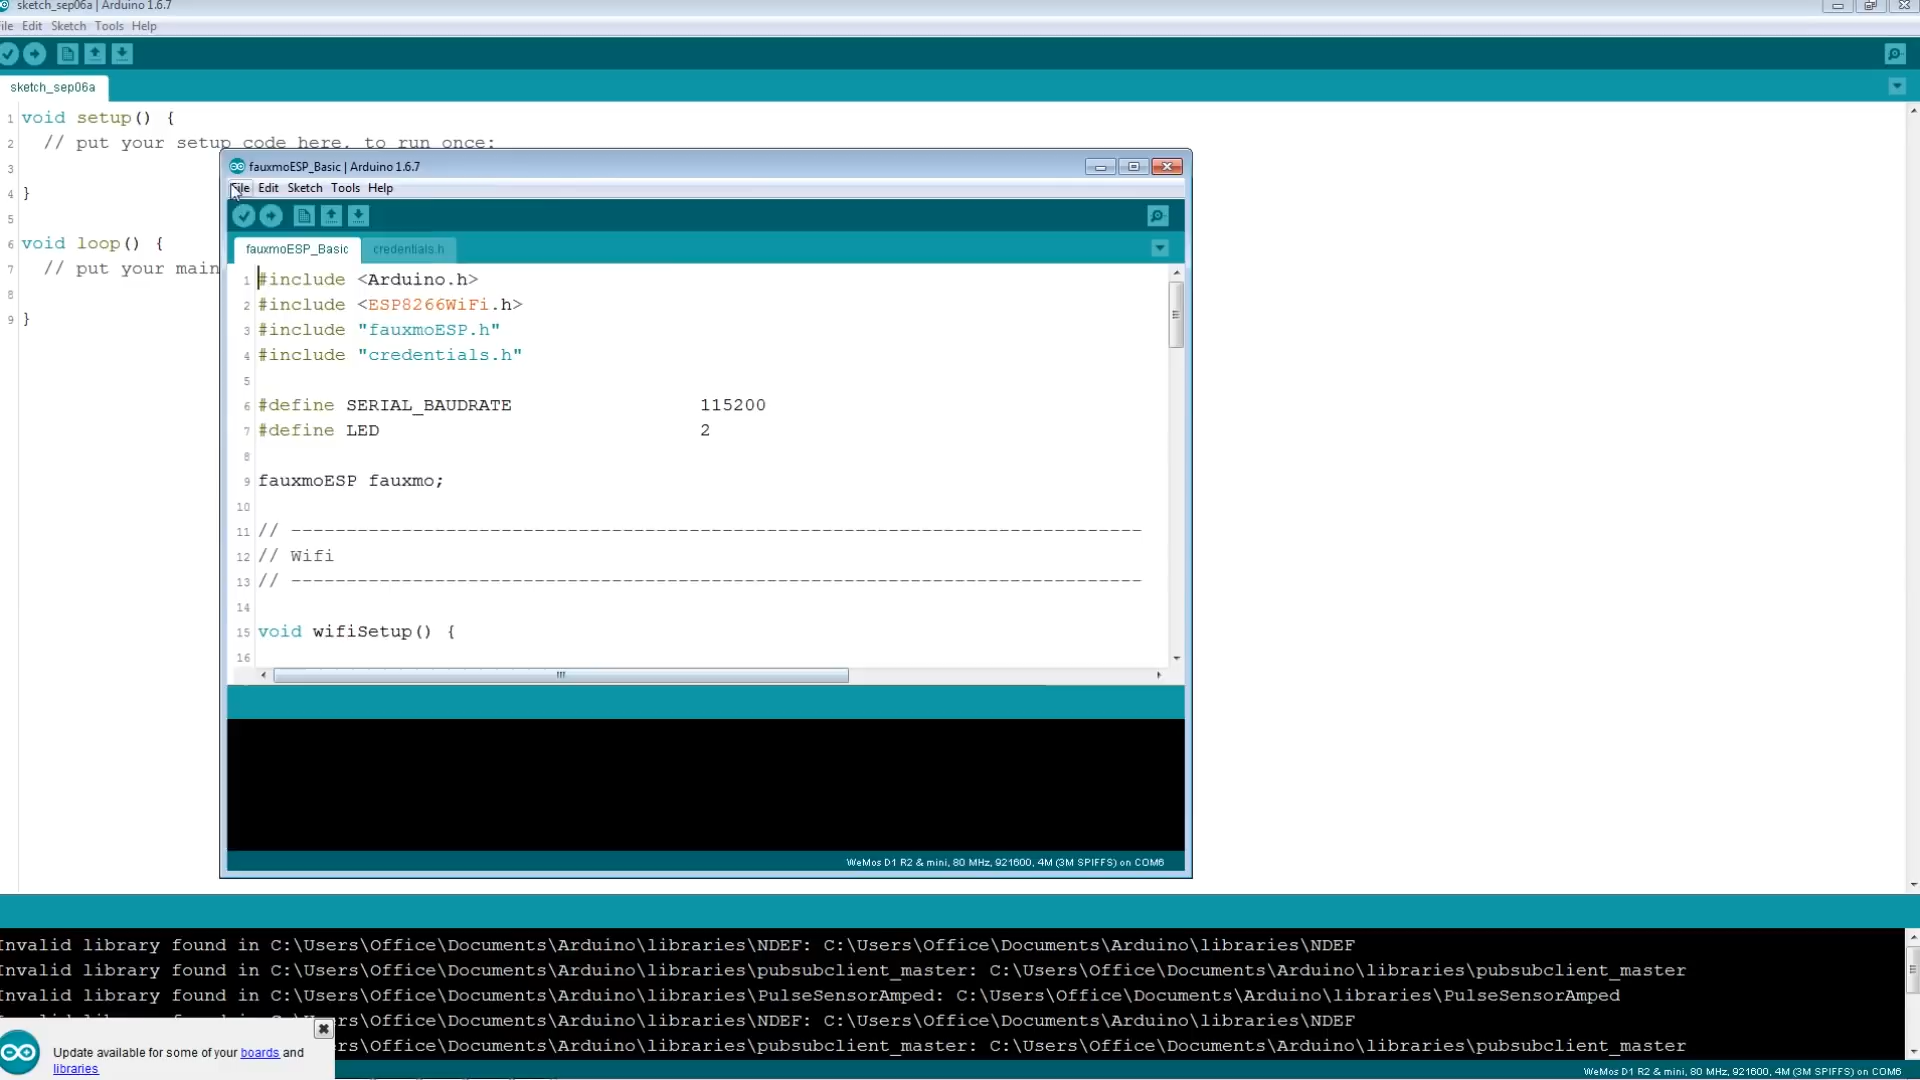 sketch_sep06a | Arduino 1.6.7
File Edit Sketch Tools Help
sketch_sep06a
1 void setup() {
2 // put your setup code here, to run once:
3
4 }
5
6 void loop() {
7 // put your main
8
9 }
fauxmoESP_Basic | Arduino 1.6.7
File Edit Sketch Tools Help
fauxmoESP_Basic credentials.h
1 #include <Arduino.h>
2 #include <ESP8266WiFi.h>
3 #include "fauxmoESP.h"
4 #include "credentials.h"
5
6 #define SERIAL_BAUDRATE 115200
7 #define LED 2
8
9 fauxmoESP fauxmo;
10
11 // ------------------------------------------------------------------------------
12 // Wifi
13 // ------------------------------------------------------------------------------
14
15 void wifiSetup() {
16
WeMos D1 R2 & mini, 80 MHz, 921600, 4M (3M SPIFFS) on COM6
Invalid library found in C:\Users\Office\Documents\Arduino\libraries\NDEF: C:\Users\Office\Documents\Arduino\libraries\NDEF
Invalid library found in C:\Users\Office\Documents\Arduino\libraries\pubsubclient_master: C:\Users\Office\Documents\Arduino\libraries\pubsubclient_master
Invalid library found in C:\Users\Office\Documents\Arduino\libraries\PulseSensorAmped: C:\Users\Office\Documents\Arduino\libraries\PulseSensorAmped
rs\Office\Documents\Arduino\libraries\NDEF: C:\Users\Office\Documents\Arduino\libraries\NDEF
rs\Office\Documents\Arduino\libraries\pubsubclient_master: C:\Users\Office\Documents\Arduino\libraries\pubsubclient_master
Update available for some of your boards and
libraries
WeMos D1 R2 & mini, 80 MHz, 921600, 4M (3M SPIFFS) on COM6